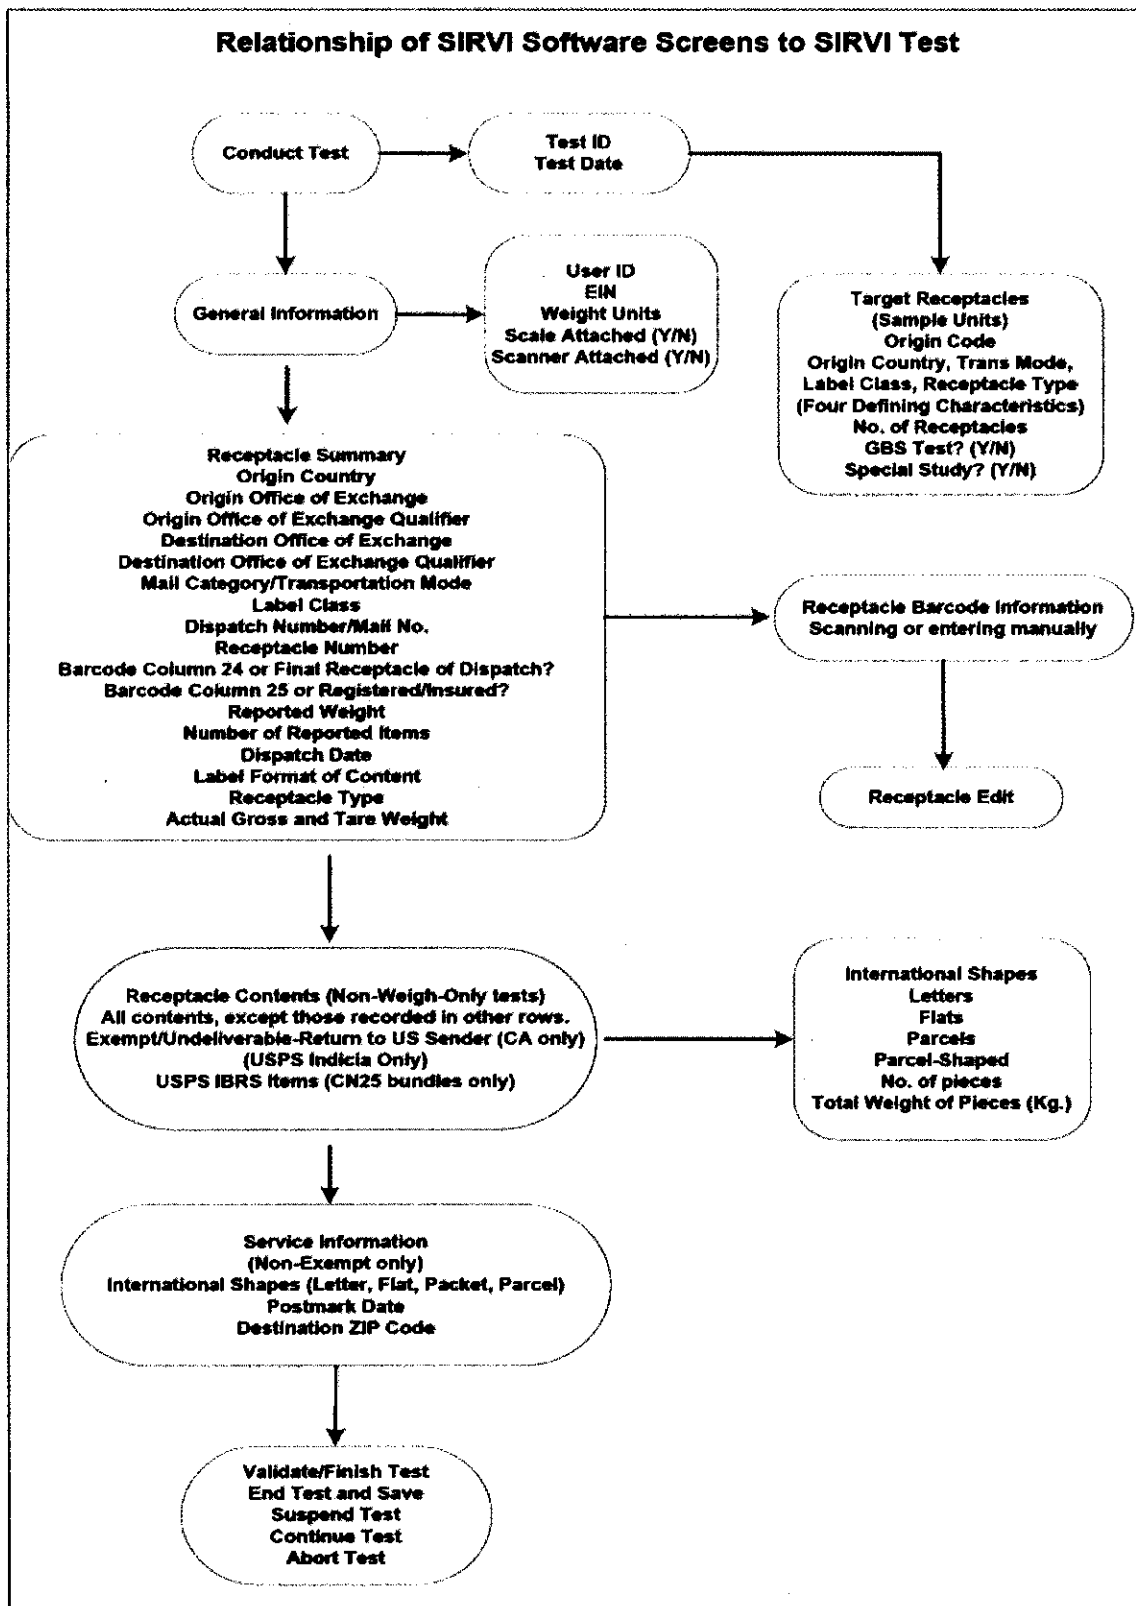 Relationship of SIRVI Software Screens to SIRVI Test
Conduct Test
Test ID
Test Date
General Information
User ID
EIN
Weight Units
Scale Attached (Y/N)
Scanner Attached (Y/N)
Target Receptacles
(Sample Units)
Origin Code
Origin Country, Trans Mode,
Label Class, Receptacle Type
(Four Defining Characteristics)
No. of Receptacles
GBS Test? (Y/N)
Special Study? (Y/N)
Receptacle Summary
Origin Country
Origin Office of Exchange
Origin Office of Exchange Qualifier
Destination Office of Exchange
Destination Office of Exchange Qualifier
Mail Category/Transportation Mode
Label Class
Dispatch Number/Mail No.
Receptacle Number
Barcode Column 24 or Final Receptacle of Dispatch?
Barcode Column 25 or Registered/Insured?
Reported Weight
Number of Reported Items
Dispatch Date
Label Format of Content
Receptacle Type
Actual Gross and Tare Weight
Receptacle Barcode Information
Scanning or entering manually
Receptacle Edit
Receptacle Contents (Non-Weigh-Only tests)
All contents, except those recorded in other rows.
Exempt/Undeliverable-Return to US Sender (CA only)
(USPS Indicia Only)
USPS IBRS Items (CN25 bundles only)
International Shapes
Letters
Flats
Parcels
Parcel-Shaped
No. of pieces
Total Weight of Pieces (Kg.)
Service Information
(Non-Exempt only)
International Shapes (Letter, Flat, Packet, Parcel)
Postmark Date
Destination ZIP Code
Validate/Finish Test
End Test and Save
Suspend Test
Continue Test
Abort Test